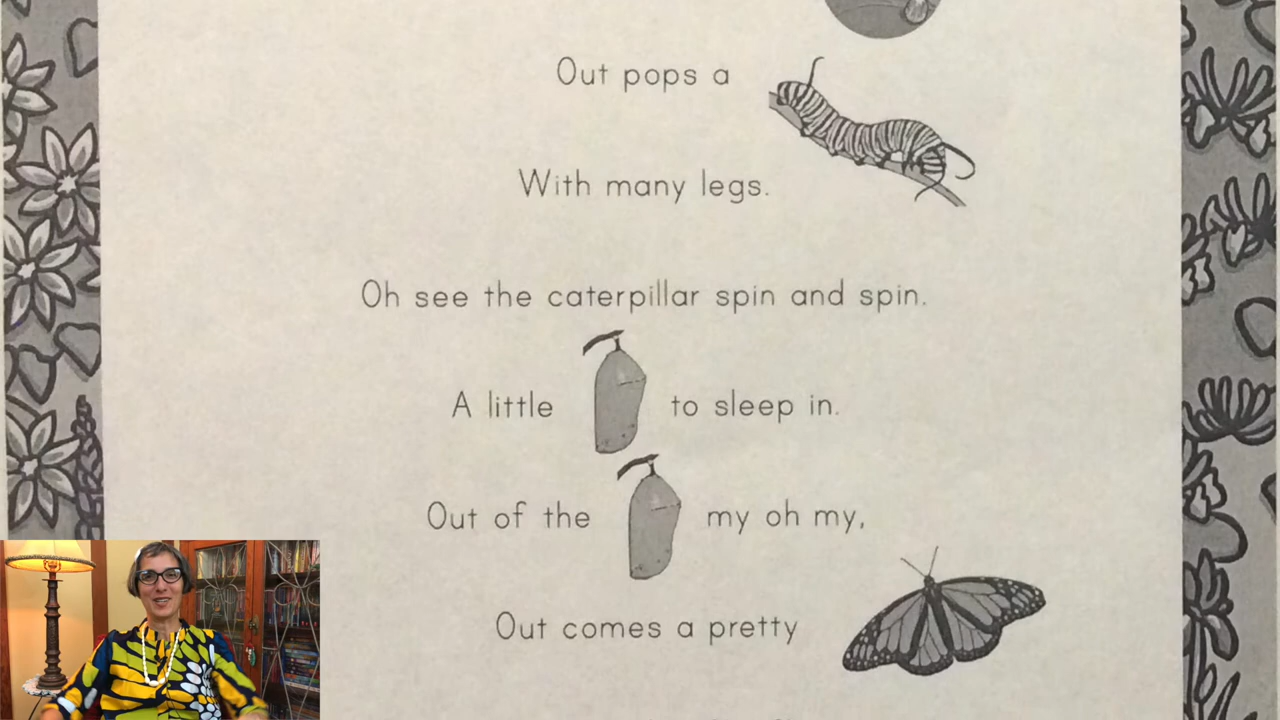 Out pops a
With many legs.
Oh see the caterpillar spin and spin.
A little to sleep in.
Out of the my oh my,
Out comes a pretty